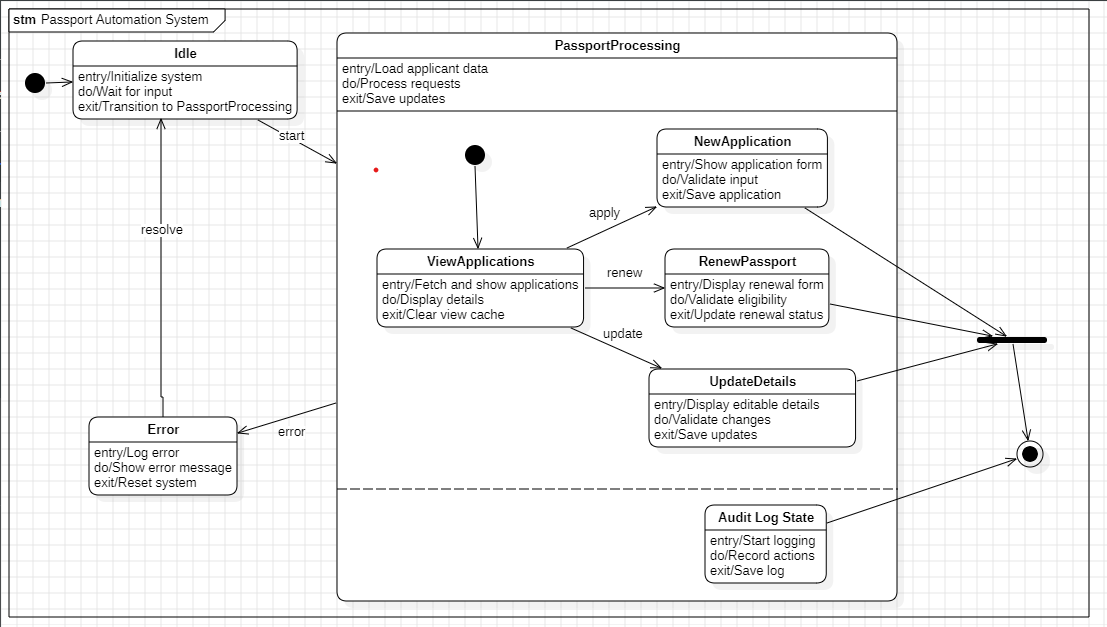 stm Passport Automation System
Idle
entry/Initialize system
do/Wait for input
exit/Transition to PassportProcessing
start
resolve
PassportProcessing
entry/Load applicant data
do/Process requests
exit/Save updates
NewApplication
entry/Show application form
do/Validate input
exit/Save application
apply
ViewApplications
entry/Fetch and show applications
do/Display details
exit/Clear view cache
renew
RenewPassport
entry/Display renewal form
do/Validate eligibility
exit/Update renewal status
update
UpdateDetails
entry/Display editable details
do/Validate changes
exit/Save updates
error
Error
entry/Log error
do/Show error message
exit/Reset system
Audit Log State
entry/Start logging
do/Record actions
exit/Save log